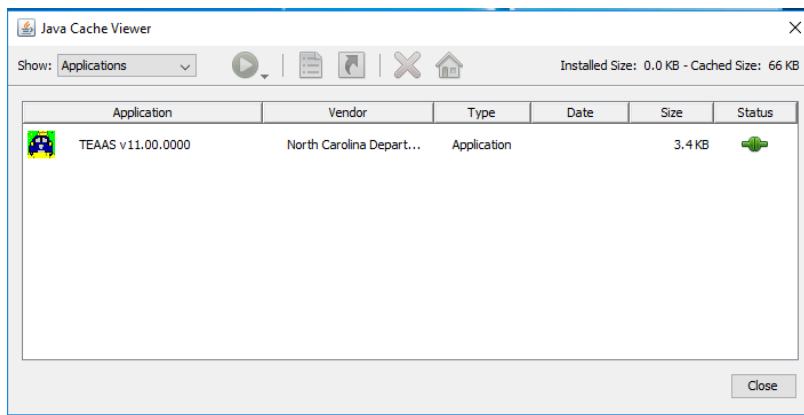 Java Cache Viewer
Show: Applications Installed Size: 0.0 KB - Cached Size: 66 KB
Application Vendor Type Date Size Status
TEAAS v11.00.0000 North Carolina Depart... Application 3.4 KB
Close